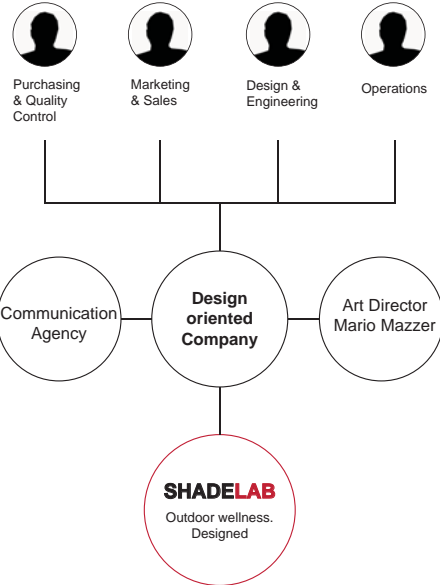 Purchasing
& Quality
Control
Marketing
& Sales
Design &
Engineering
Operations
Communication
Agency
Design
oriented
Company
Art Director
Mario Mazzer
SHADELAB
Outdoor wellness.
Designed